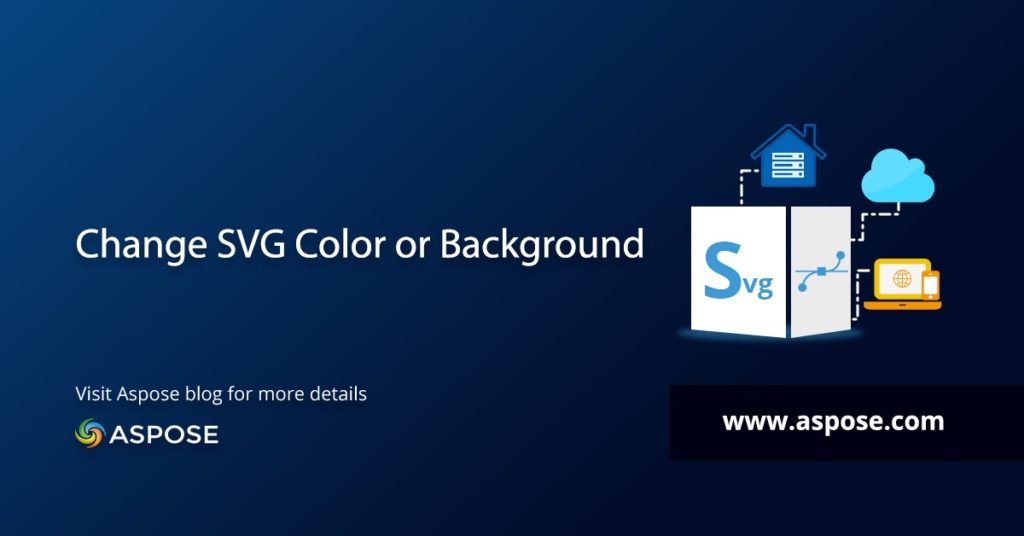 Change SVG Color or Background
Svg
Visit Aspose blog for more details
ASPOSE
www.aspose.com